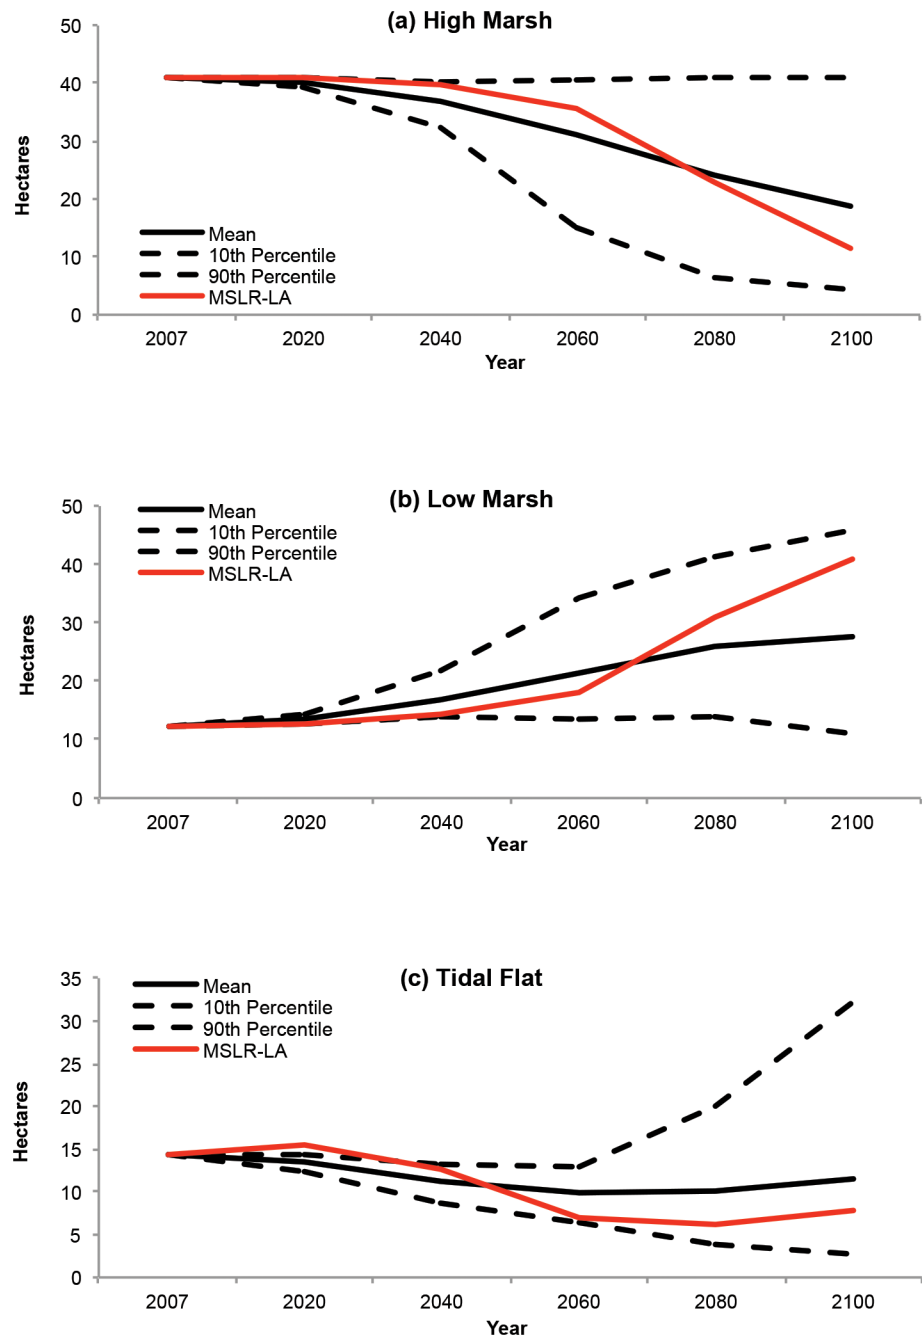 (a) High Marsh
50
40
30
20
10
0
Hectares
Mean
10th Percentile
90th Percentile
MSLR-LA
2007 2020 2040 2060 2080 2100
Year
(b) Low Marsh
50
40
30
20
10
0
Hectares
Mean
10th Percentile
90th Percentile
MSLR-LA
2007 2020 2040 2060 2080 2100
Year
(c) Tidal Flat
35
30
25
20
15
10
5
0
Hectares
Mean
10th Percentile
90th Percentile
MSLR-LA
2007 2020 2040 2060 2080 2100
Year